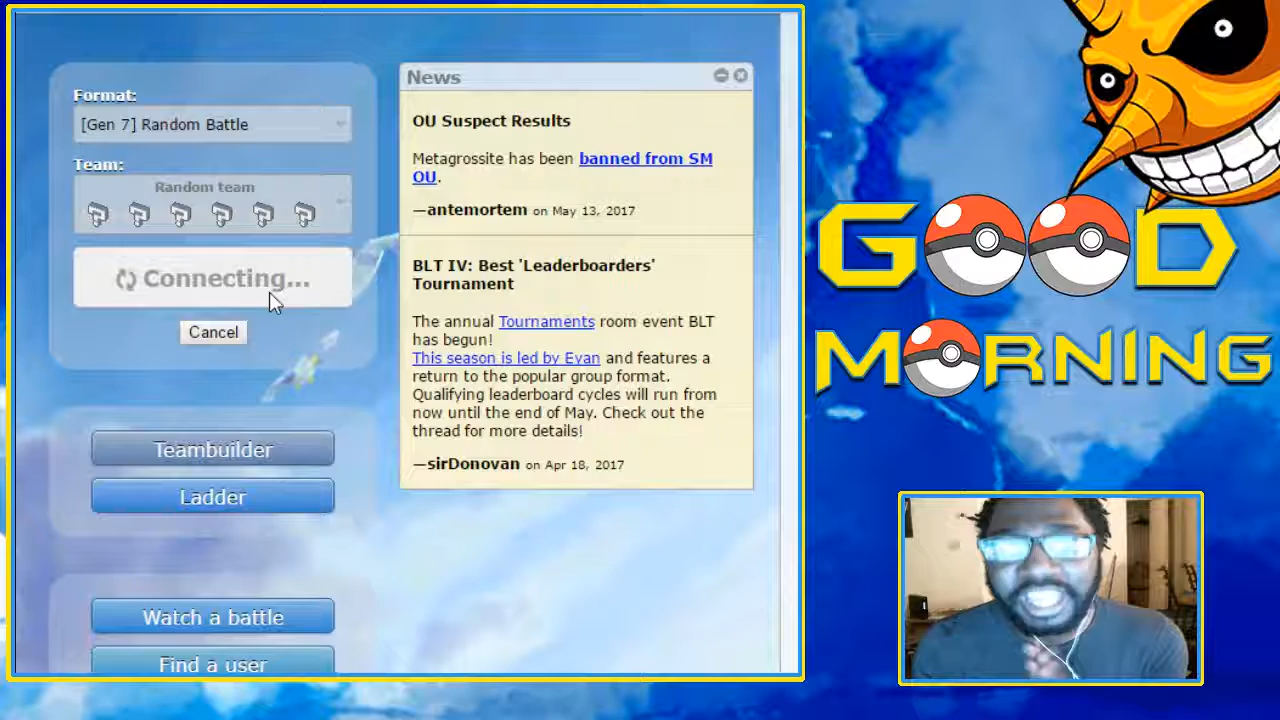 Format:
[Gen 7] Random Battle
Team:
Random team
Connecting...
Cancel
Teambuilder
Ladder
Watch a battle
Find a user
News
OU Suspect Results
Metagrossite has been banned from SM
OU.
—antemortem on May 13, 2017
BLT IV: Best 'Leaderboarders'
Tournament
The annual Tournaments room event BLT
has begun!
This season is led by Evan and features a
return to the popular group format.
Qualifying leaderboard cycles will run from
now until the end of May. Check out the
thread for more details!
—sirDonovan on Apr 18, 2017
GOOD
MORNING